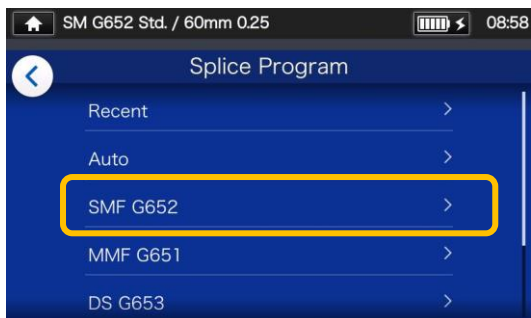 SM G652 Std. / 60mm 0.25 08:58
Splice Program
Recent
Auto
SMF G652
MMF G651
DS G653